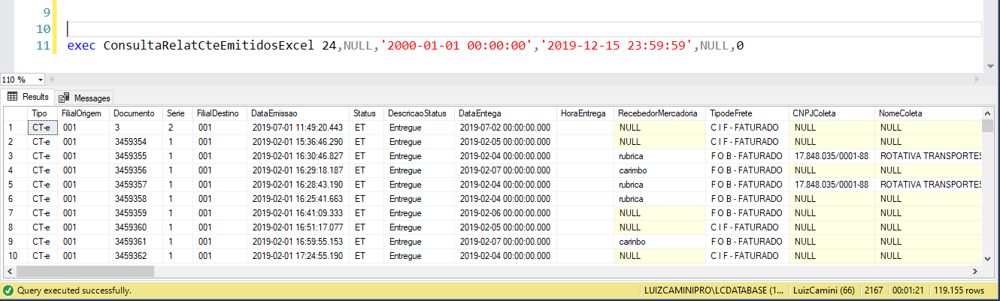 9
10
11 exec ConsultaRelatCteEmitidosExcel 24,NULL,'2000-01-01 00:00:00','2019-12-15 23:59:59',NULL,0
110 %
Results Messages
Tipo FilialOrigem Documento Serie FilialDestino DataEmissao Status DescricaoStatus DataEntega HoraEntrega RecebedorMercadoria TipodeFrete CNPJColeta NomeColeta
1 CT-e 001 3 2 001 2019-07-01 11:49:20.443 ET Entregue 2019-07-02 00:00:00.000 NULL C I F - FATURADO NULL NULL
2 CT-e 001 3459354 1 001 2019-02-01 15:36:46.290 ET Entregue 2019-02-05 00:00:00.000 NULL C I F - FATURADO NULL NULL
3 CT-e 001 3459355 1 001 2019-02-01 16:30:46.827 ET Entregue 2019-02-04 00:00:00.000 rubrica F O B - FATURADO 17.848.035/0001-88 ROTATIVA TRANSPORTES
4 CT-e 001 3459356 1 001 2019-02-01 16:29:18.187 ET Entregue 2019-02-07 00:00:00.000 carimbo F O B - FATURADO NULL NULL
5 CT-e 001 3459357 1 001 2019-02-01 16:28:43.190 ET Entregue 2019-02-04 00:00:00.000 rubrica F O B - FATURADO 17.848.035/0001-88 ROTATIVA TRANSPORTES
6 CT-e 001 3459358 1 001 2019-02-01 16:25:41.663 ET Entregue 2019-02-04 00:00:00.000 rubrica F O B - FATURADO NULL NULL
7 CT-e 001 3459359 1 001 2019-02-01 16:41:09.333 ET Entregue 2019-02-06 00:00:00.000 NULL F O B - FATURADO NULL NULL
8 CT-e 001 3459360 1 001 2019-02-01 16:51:17.077 ET Entregue 2019-02-05 00:00:00.000 NULL C I F - FATURADO NULL NULL
9 CT-e 001 3459361 1 001 2019-02-01 16:59:55.153 ET Entregue 2019-02-07 00:00:00.000 carinbo F O B - FATURADO NULL NULL
10 CT-e 001 3459362 1 001 2019-02-01 17:24:55.190 ET Entregue 2019-02-04 00:00:00.000 NULL C I F - FATURADO NULL NULL
Query executed successfully. LUIZCAMINIPRO\LCDATABASE (1... LuizCamini (66) 2167 00:01:21 119.155 rows